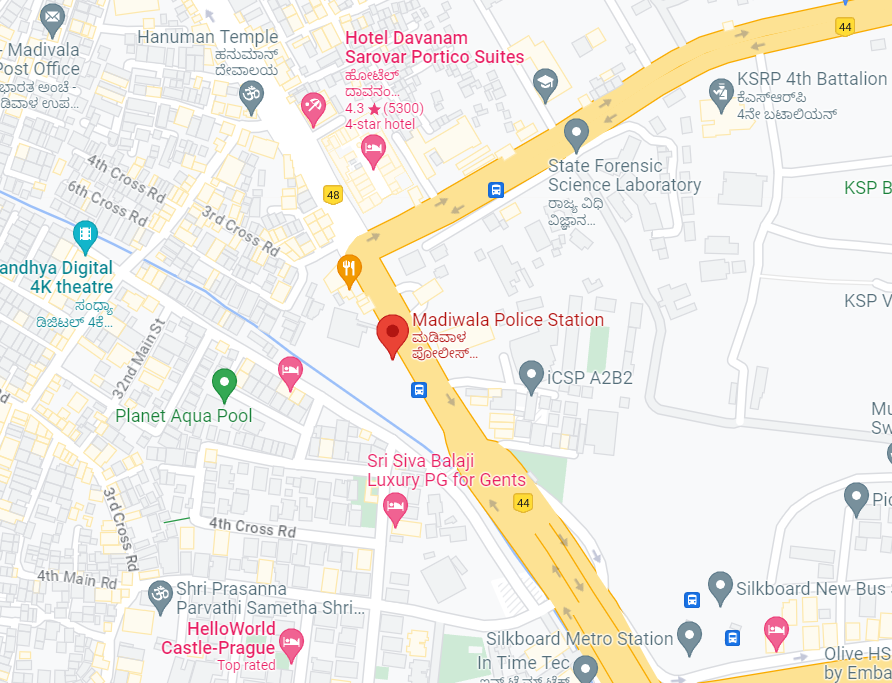 - Madivala
Post Office
ಭಾರತ ಅಂಚೆ -
ಡಿವಾಳ ಉಪ...
Hanuman Temple
ಹನುಮಾನ್
ದೇವಾಲಯ
Hotel Davanam
Sarovar Portico Suites
ಹೋಟೆಲ್
ದಾವನಂ...
4.3 ★ (5300)
4-star hotel
44
KSRP 4th Battalion
ಕೆಎಸ್ಆರ್‌ಪಿ
4ನೇ ಬಟಾಲಿಯನ್
State Forensic
Science Laboratory
ರಾಜ್ಯ ವಿಧಿ
ವಿಜ್ಞಾನ...
KSP B
48
4th Cross Rd
6th Cross Rd
3rd Cross Rd
andhya Digital
4K theatre
ಸಂಧ್ಯಾ
ಡಿಜಿಟಲ್ 4ಕೆ...
KSP V
Madiwala Police Station
ಮಡಿವಾಳ
ಪೋಲೀಸ್...
32nd Main St
iCSP A2B2
Planet Aqua Pool
Rd
Mu
Sw
Sri Siva Balaji
Luxury PG for Gents
44
Pic
3rd Cross Rd
4th Cross Rd
4th Main Rd
Shri Prasanna
Parvathi Sametha Shri...
HelloWorld
Castle-Prague
Top rated
Silkboard New Bus
Silkboard Metro Station
In Time Tec
ಇನ್ ಟೈಮ್ ಟೆಕ್
Olive HS
by Emba